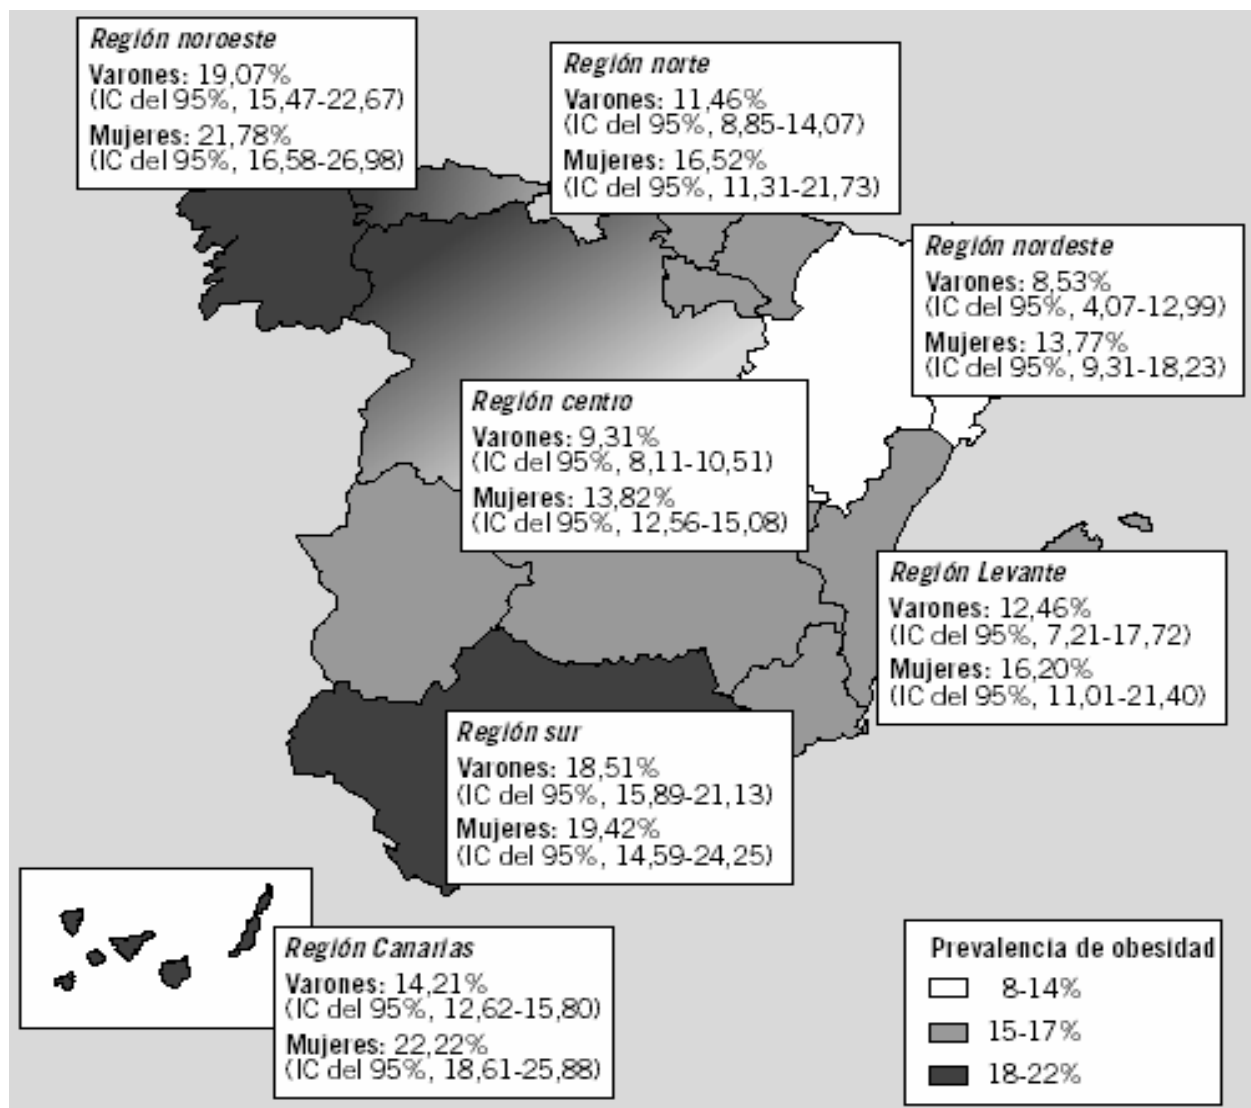 Región noroeste
Varones: 19,07%
(IC del 95%, 15,47-22,67)
Mujeres: 21,78%
(IC del 95%, 16,58-26,98)
Región norte
Varones: 11,46%
(IC del 95%, 8,85-14,07)
Mujeres: 16,52%
(IC del 95%, 11,31-21,73)
Región nordeste
Varones: 8,53%
(IC del 95%, 4,07-12,99)
Mujeres: 13,77%
(IC del 95%, 9,31-18,23)
Región centro
Varones: 9,31%
(IC del 95%, 8,11-10,51)
Mujeres: 13,82%
(IC del 95%, 12,56-15,08)
Región Levante
Varones: 12,46%
(IC del 95%, 7,21-17,72)
Mujeres: 16,20%
(IC del 95%, 11,01-21,40)
Región sur
Varones: 18,51%
(IC del 95%, 15,89-21,13)
Mujeres: 19,42%
(IC del 95%, 14,59-24,25)
Región Canarias
Varones: 14,21%
(IC del 95%, 12,62-15,80)
Mujeres: 22,22%
(IC del 95%, 18,61-25,88)
Prevalencia de obesidad
8-14%
15-17%
18-22%